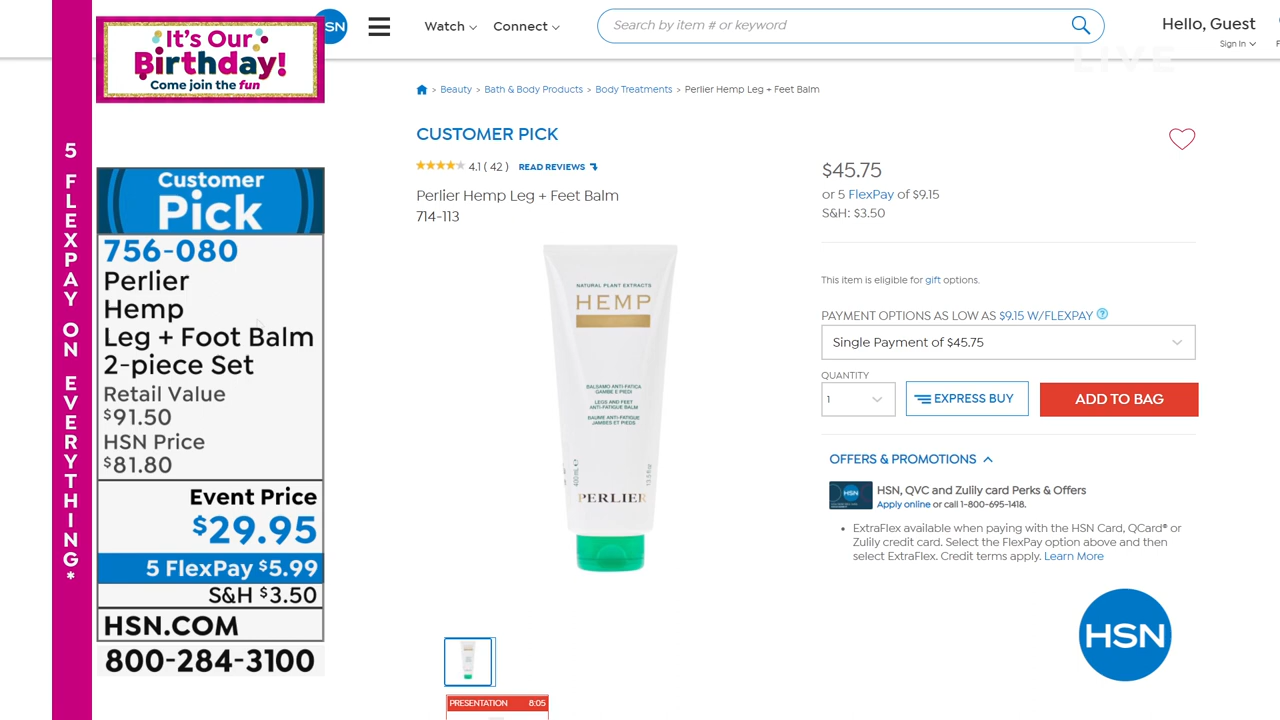 It's Our
Birthday!
Come join the fun
5 FLEXPAY ON EVERYTHING*
Customer
Pick
756-080
Perlier
Hemp
Leg + Foot Balm
2-piece Set
Retail Value
$91.50
HSN Price
$81.80
Event Price
$29.95
5 FlexPay $5.99
S&H $3.50
HSN.COM
800-284-3100
SN
Watch
Connect
Search by item # or keyword
Hello, Guest
Sign In
LIVE
> Beauty > Bath & Body Products > Body Treatments > Perlier Hemp Leg + Feet Balm
CUSTOMER PICK
4.1 ( 42 ) READ REVIEWS
Perlier Hemp Leg + Feet Balm
714-113
NATURAL PLANT EXTRACTS
HEMP
BALSAMO ANTI-FATICA
GAMBE E PIEDI
LEGS AND FEET
ANTI-FATIGUE BALM
BAUME ANTI-FATIGUE
JAMBES ET PIEDS
PERLIER
PRESENTATION 8:05
$45.75
or 5 FlexPay of $9.15
S&H: $3.50
This item is eligible for gift options.
PAYMENT OPTIONS AS LOW AS $9.15 W/FLEXPAY ?
Single Payment of $45.75
QUANTITY
1
EXPRESS BUY
ADD TO BAG
OFFERS & PROMOTIONS
HSN
HSN, QVC and Zulily card Perks & Offers
Apply online or call 1-800-695-1418.
• ExtraFlex available when paying with the HSN Card, QCard® or
Zulily credit card. Select the FlexPay option above and then
select ExtraFlex. Credit terms apply. Learn More
HSN